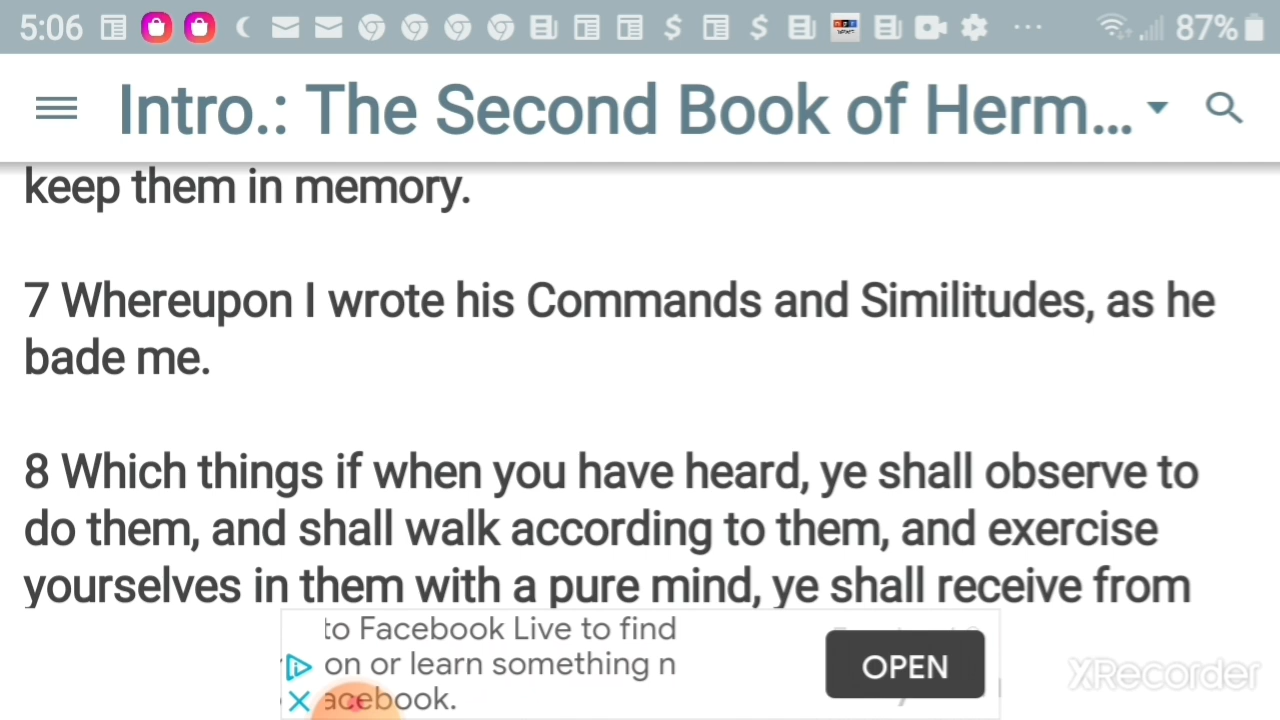 5:06 87%
Intro.: The Second Book of Herm...
keep them in memory.
7 Whereupon I wrote his Commands and Similitudes, as he
bade me.
8 Which things if when you have heard, ye shall observe to
do them, and shall walk according to them, and exercise
yourselves in them with a pure mind, ye shall receive from
to Facebook Live to find
on or learn something n
acebook.
OPEN
XRecorder